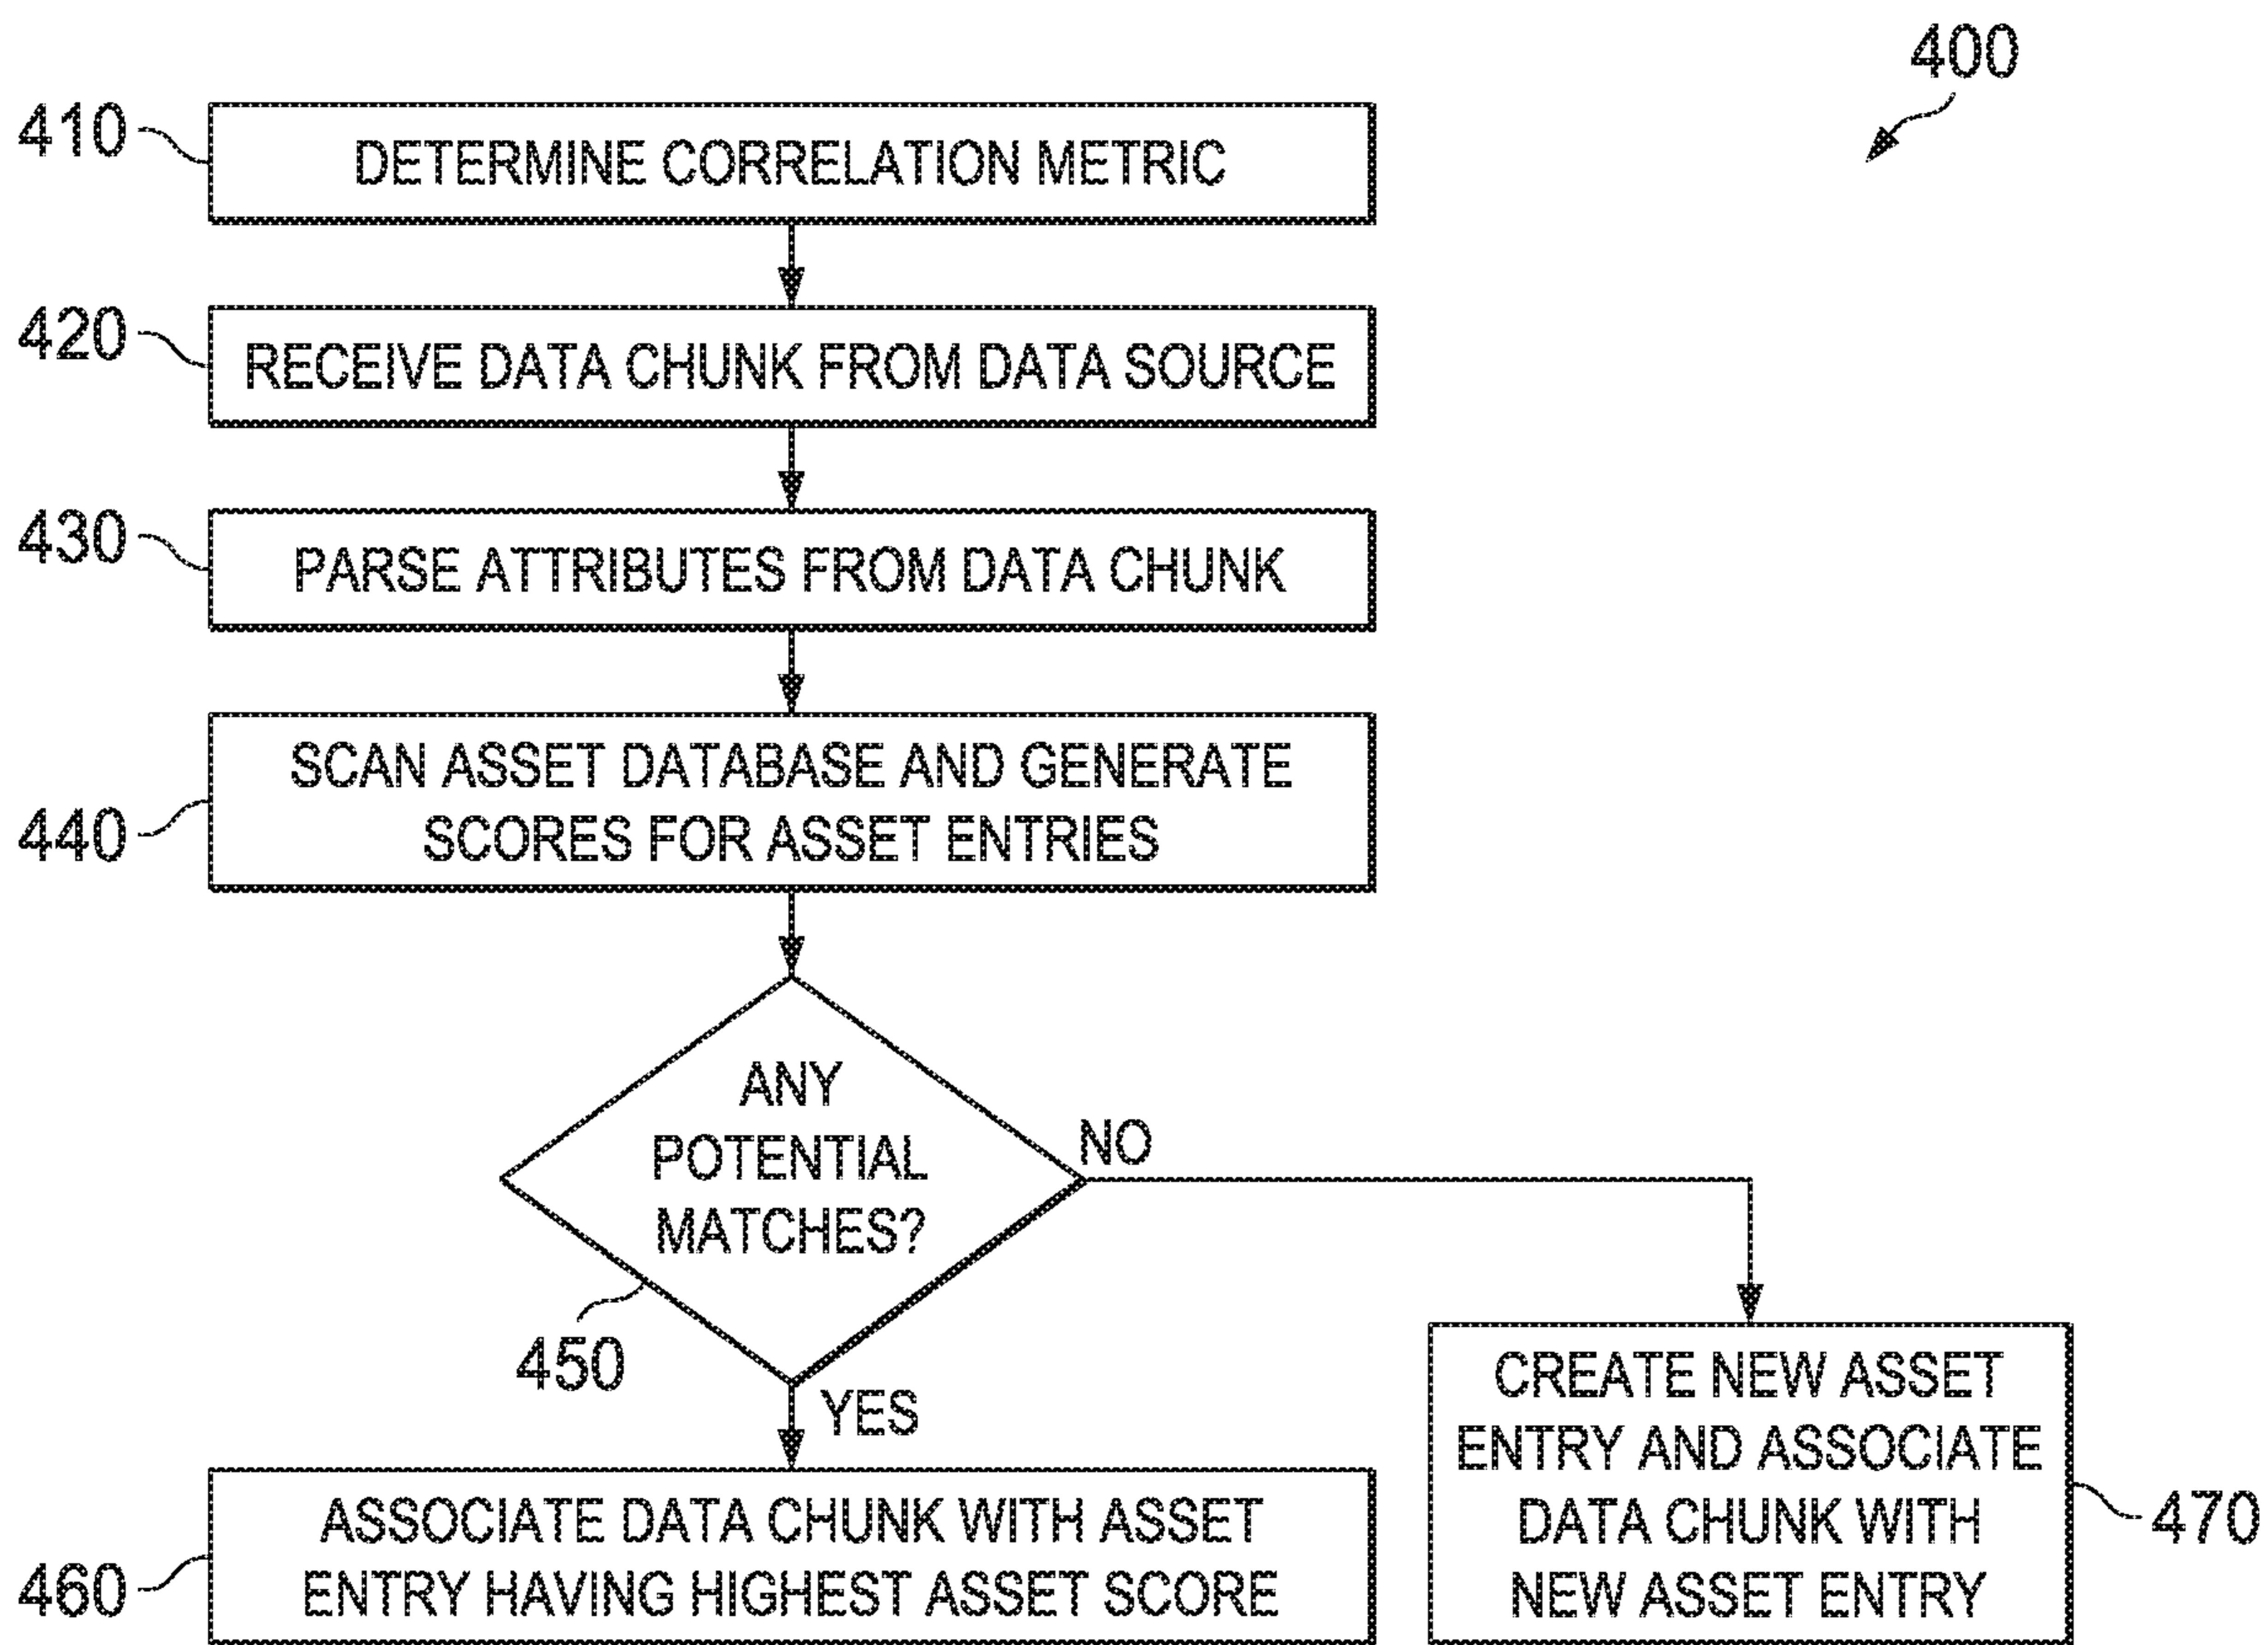 400
410
DETERMINE CORRELATION METRIC
420
RECEIVE DATA CHUNK FROM DATA SOURCE
430
PARSE ATTRIBUTES FROM DATA CHUNK
440
SCAN ASSET DATABASE AND GENERATE
SCORES FOR ASSET ENTRIES
ANY
POTENTIAL
MATCHES?
450
NO
YES
460
ASSOCIATE DATA CHUNK WITH ASSET
ENTRY HAVING HIGHEST ASSET SCORE
CREATE NEW ASSET
ENTRY AND ASSOCIATE
DATA CHUNK WITH
NEW ASSET ENTRY
470